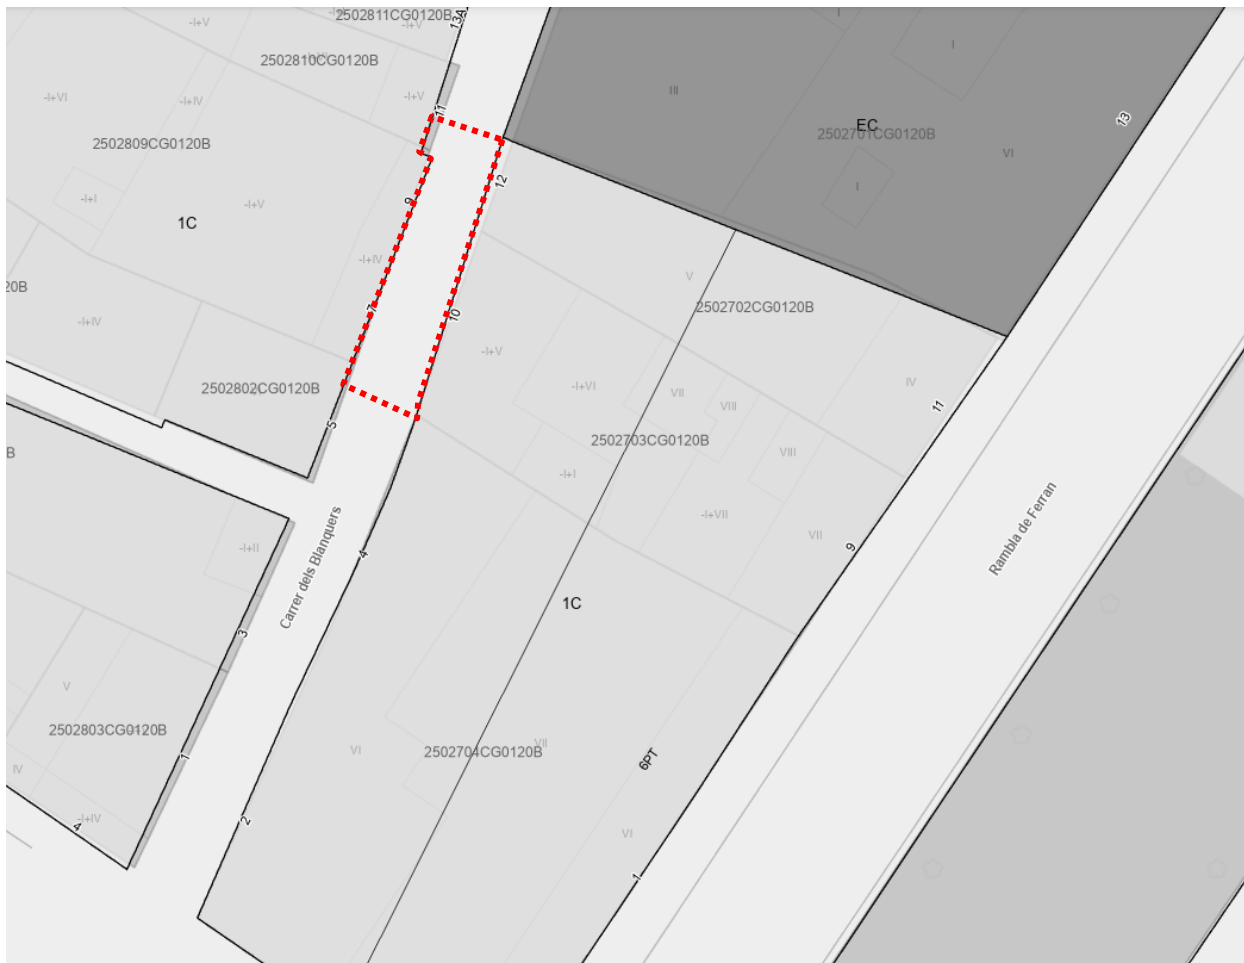 2502811CG0120B
-I+V
-I+V
13A
I
I
2502810CG0120B
-I+VI
-I+IV
-I+V
11
III
EC
2502701CG0120B
13
VI
2502809CG0120B
12
I
-I+I
-I+V
9
1C
-I+IV
V
20B
7
2502702CG0120B
10
-I+IV
-I+V
-I+VI
VII
IV
2502802CG0120B
VIII
11
5
2502703CG0120B
B
VIII
-I+I
-I+VII
Rambla de Ferran
VII
9
-I+II
4
Carrer dels Blanquers
1C
3
V
2502803CG0120B
1
VI
2502704CG0120B
VII
6PT
IV
-I+IV
4
2
VI
1